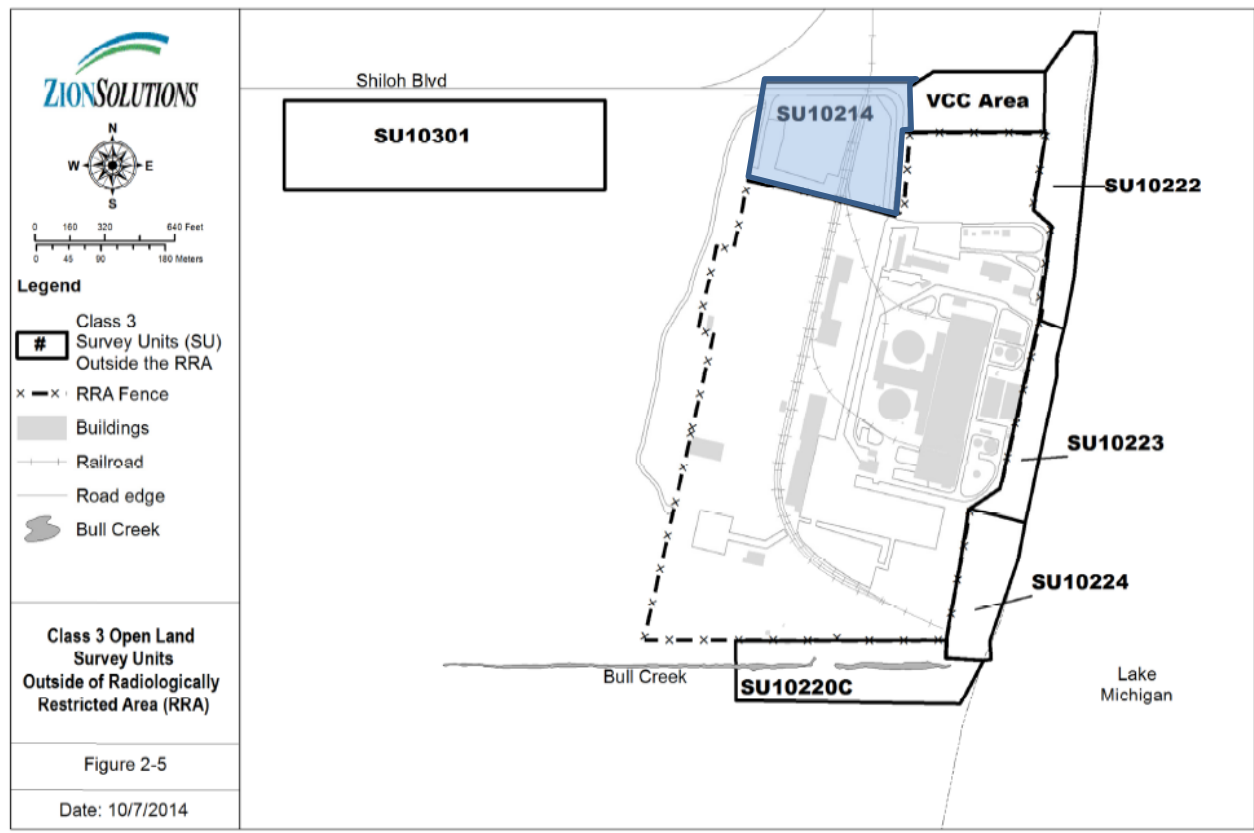 ZIONSOLUTIONS
N
W E
S
0 160 320 640 Feet
0 45 90 180 Meters
Legend
#
Class 3
Survey Units (SU)
Outside the RRA
RRA Fence
Buildings
Railroad
Road edge
Bull Creek
Class 3 Open Land
Survey Units
Outside of Radiologically
Restricted Area (RRA)
Figure 2-5
Date: 10/7/2014
Shiloh Blvd
SU10301
SU10214
VCC Area
SU10222
SU10223
SU10224
Bull Creek
SU10220C
Lake
Michigan